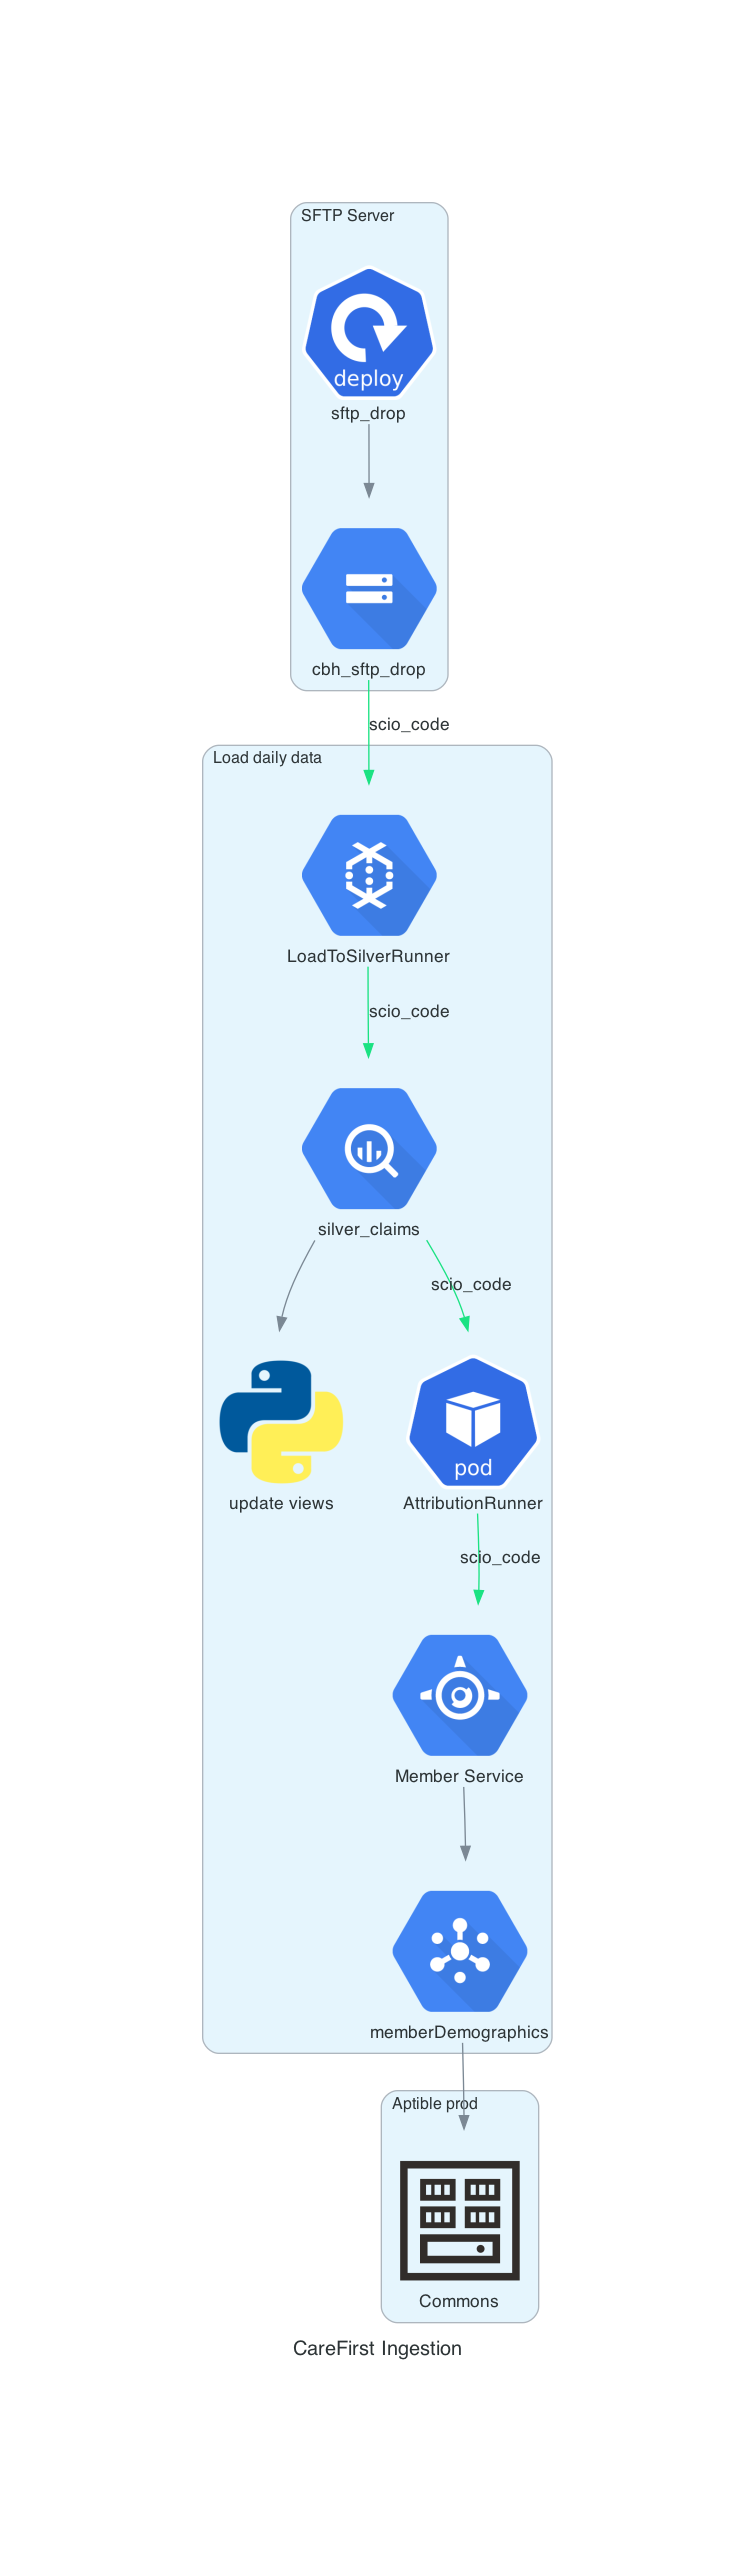 SFTP Server
deploy
sftp_drop
cbh_sftp_drop
scio_code
Load daily data
LoadToSilverRunner
scio_code
silver_claims
scio_code
update views
pod
AttributionRunner
scio_code
Member Service
memberDemographics
Aptible prod
Commons
CareFirst Ingestion